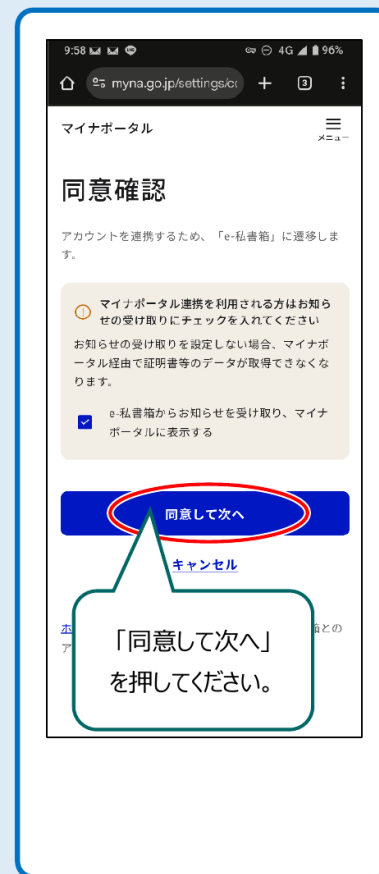 9:58
4G 96%
myna.go.jp/settings/c
3
マイナポータル
メニュー
同意確認
アカウントを連携するため、「e-私書箱」に遷移しま
す。
マイナポータル連携を利用される方はお知ら
せの受け取りにチェックを入れてください
お知らせの受け取りを設定しない場合、マイナポ
ータル経由で証明書等のデータが取得できなくな
ります。
e-私書箱からお知らせを受け取り、マイナ
ポータルに表示する
同意して次へ
キャンセル
ホ
箱との
ア
「同意して次へ」
を押してください。